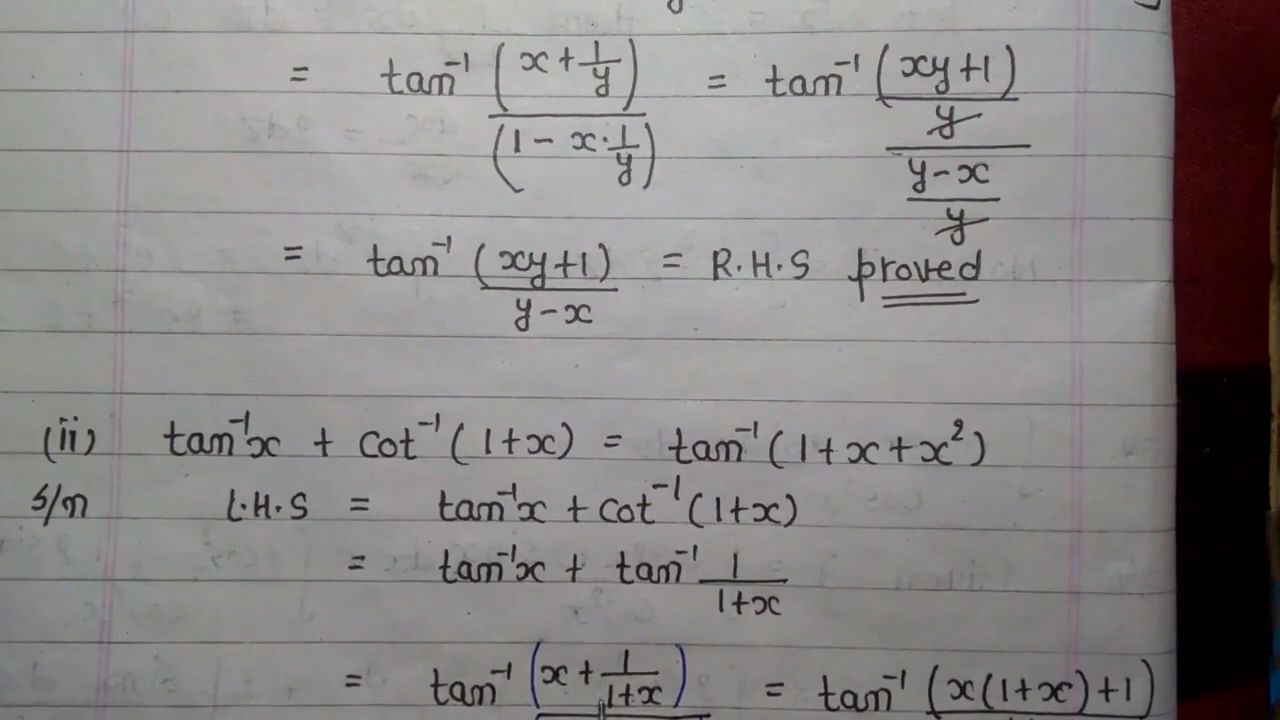 = tan⁻¹ (x + 1/y) / (1 − x · 1/y) = tan⁻¹ ((xy+1)/y) / ((y−x)/y)
= tan⁻¹ (xy+1)/(y−x) = R.H.S proved
(ii) tan⁻¹x + cot⁻¹(1+x) = tan⁻¹(1+x+x²)
s/n L.H.S = tan⁻¹x + cot⁻¹(1+x)
= tan⁻¹x + tan⁻¹ 1/(1+x)
= tan⁻¹ (x + 1/(1+x)) = tan⁻¹ (x(1+x)+1)